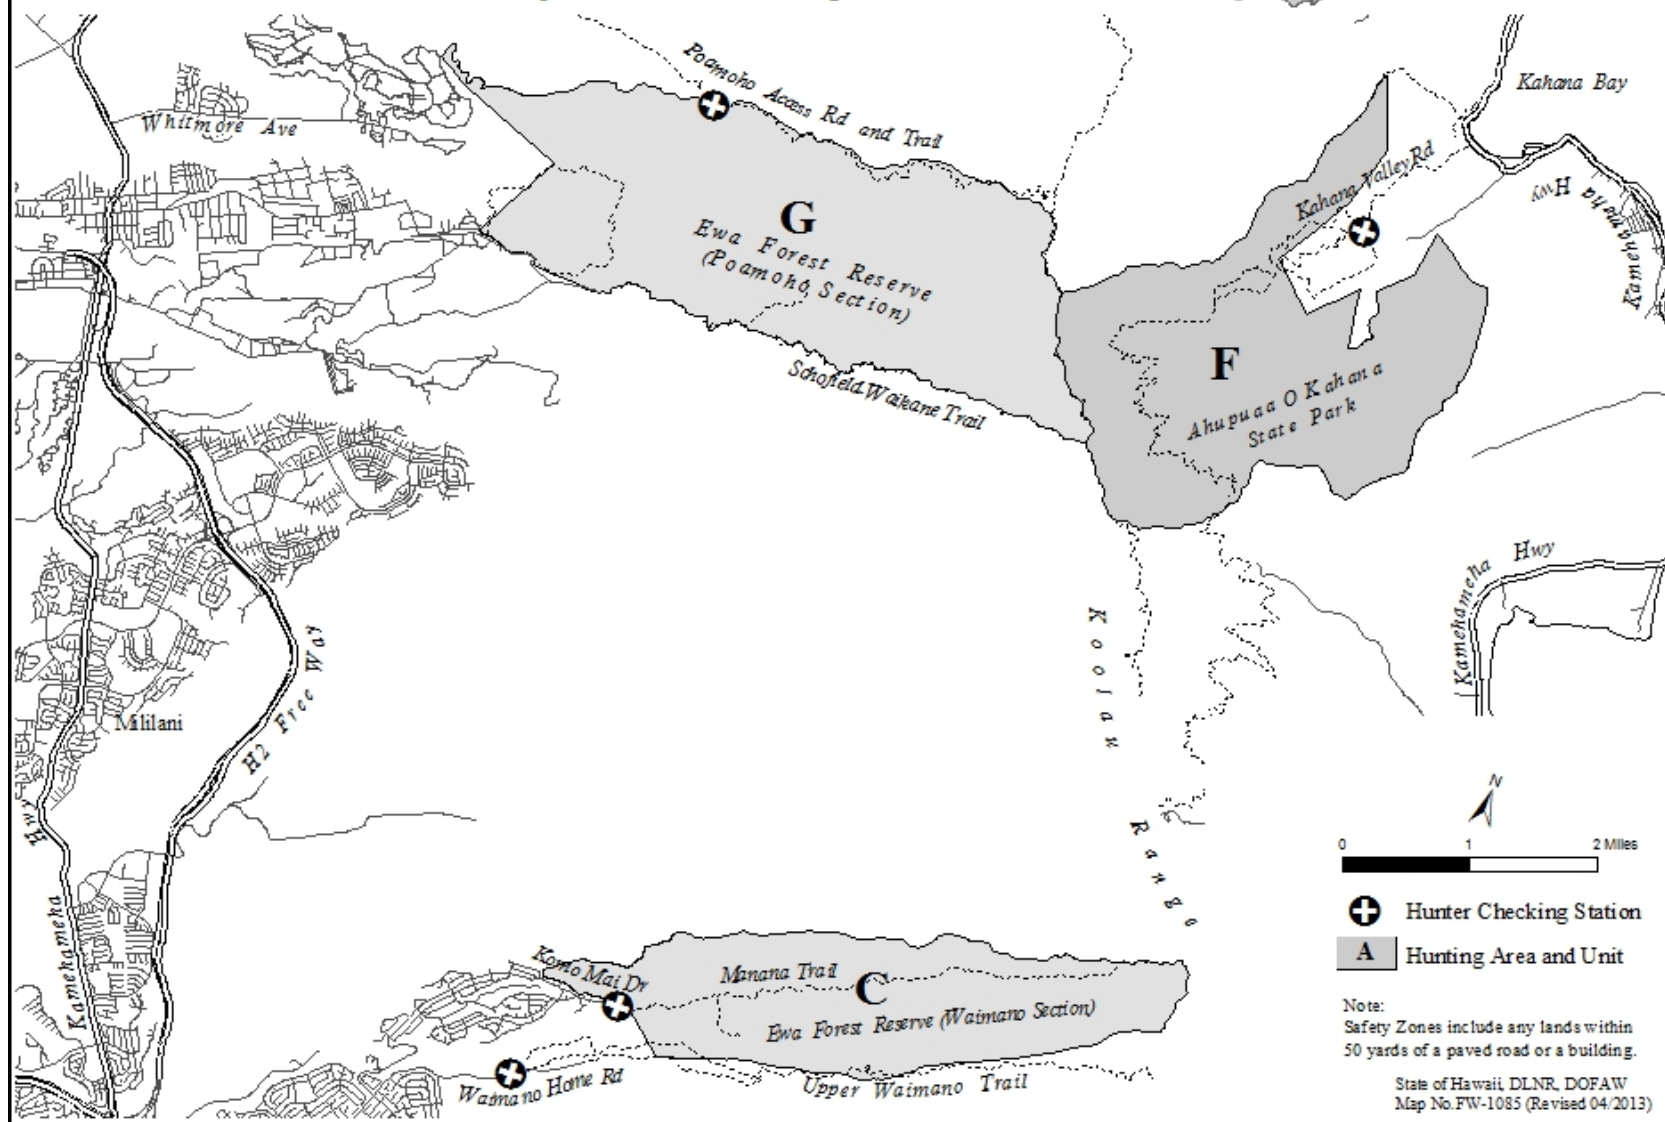 Poamoho Access Rd and Trail
Kahana Bay
Whitmore Ave
Kahana Valley Rd
Kamehameha Hwy
G
Ewa Forest Reserve
(Poamoho Section)
F
Ahupuaa O Kahana
State Park
Schofield Waikane Trail
Kamehameha Hwy
Koolau Range
H2 Free Way
Mililani
Kamehameha Hwy
N
0 1 2 Miles
Hunter Checking Station
A Hunting Area and Unit
Komo Mai Dr
Manana Trail
C
Ewa Forest Reserve (Waimano Section)
Waimano Home Rd
Upper Waimano Trail
Note:
Safety Zones include any lands within
50 yards of a paved road or a building.
State of Hawaii, DLNR, DOFAW
Map No.FW-1085 (Revised 04/2013)